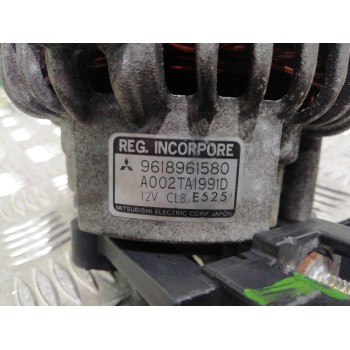 REG. INCORPORE
9618961580
A002TA1991D
12V CL8 E525
MITSUBISHI ELECTRIC CORP. JAPAN